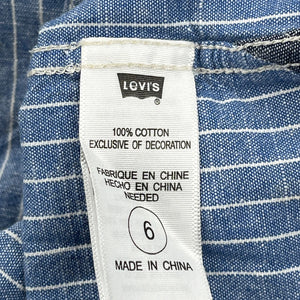 LEVI'S
100% COTTON
EXCLUSIVE OF DECORATION
FABRIQUE EN CHINE
HECHO EN CHINA
NEEDED
6
MADE IN CHINA